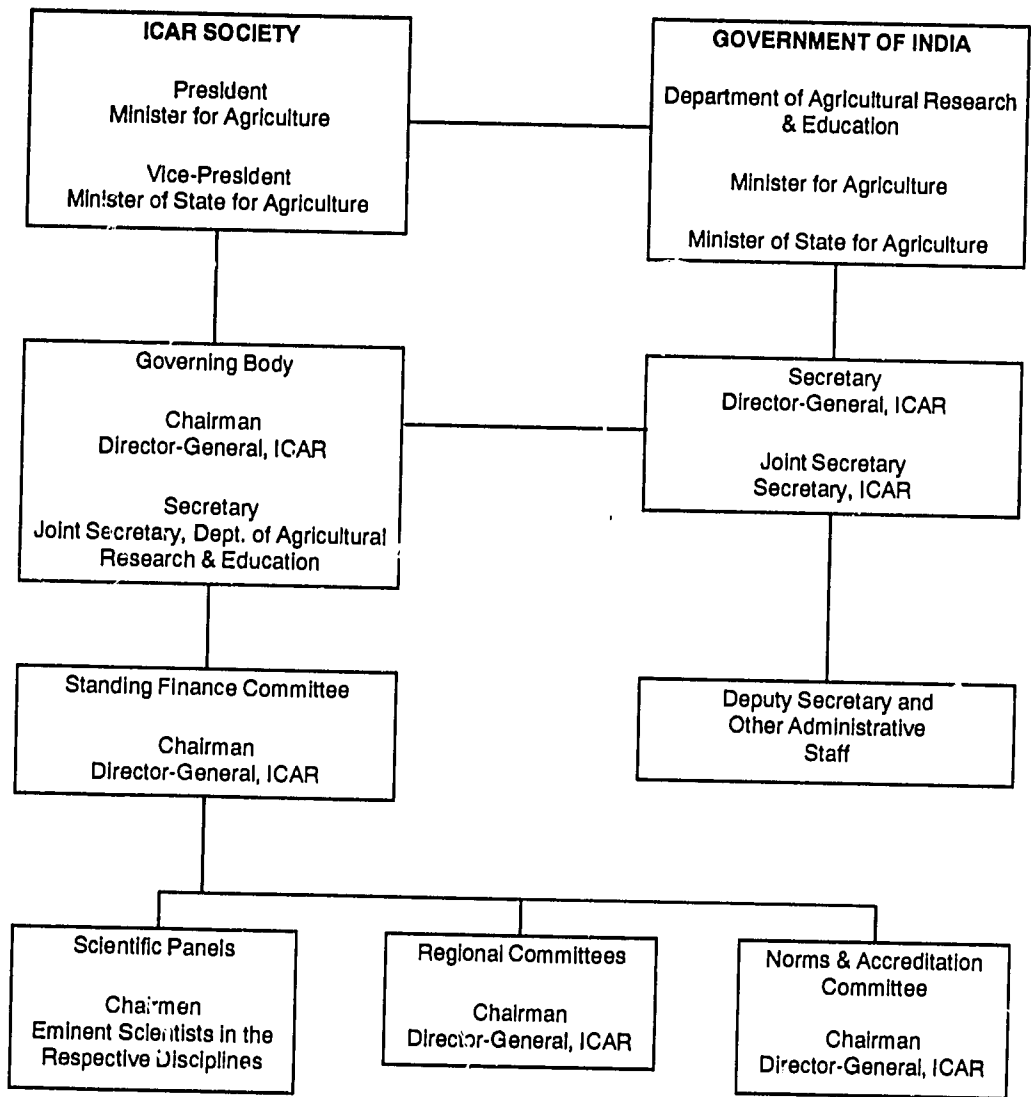 ICAR SOCIETY
President
Minister for Agriculture
Vice-President
Minister of State for Agriculture
GOVERNMENT OF INDIA
Department of Agricultural Research
& Education
Minister for Agriculture
Minister of State for Agriculture
Governing Body
Chairman
Director-General, ICAR
Secretary
Joint Secretary, Dept. of Agricultural
Research & Education
Secretary
Director-General, ICAR
Joint Secretary
Secretary, ICAR
Standing Finance Committee
Chairman
Director-General, ICAR
Deputy Secretary and
Other Administrative
Staff
Scientific Panels
Chairmen
Eminent Scientists in the
Respective Disciplines
Regional Committees
Chairman
Director-General, ICAR
Norms & Accreditation
Committee
Chairman
Director-General, ICAR